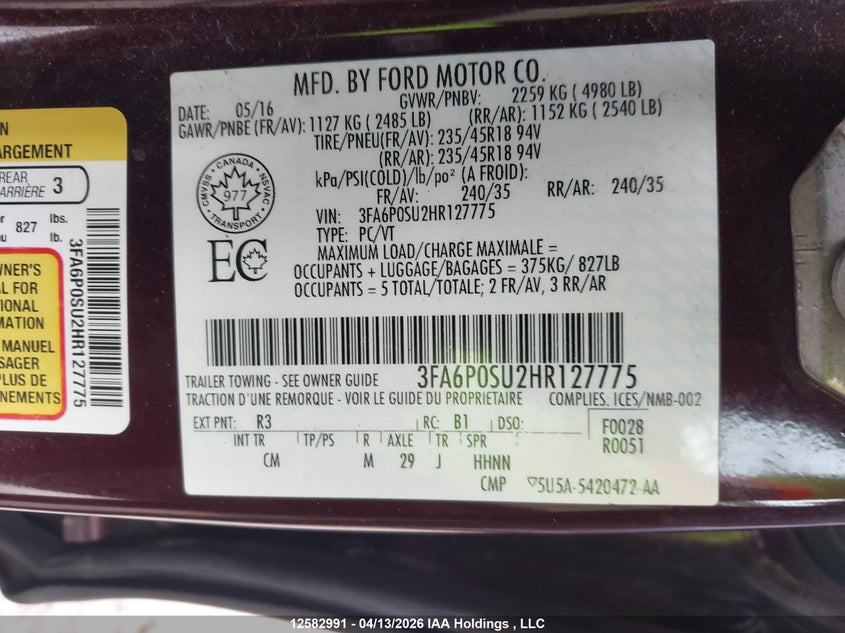 MFD. BY FORD MOTOR CO.
DATE: 05/16 GVWR/PNBV: 2259 KG ( 4980 LB)
GAWR/PNBE (FR/AV): 1127 KG ( 2485 LB) (RR/AR): 1152 KG ( 2540 LB)
TIRE/PNEU(FR/AV): 235/45R18 94V
(RR/AR): 235/45R18 94V
kPa/PSI(COLD)/lb/po² (A FROID):
FR/AV: 240/35 RR/AR: 240/35
VIN: 3FA6P0SU2HR127775
TYPE: PC/VT
MAXIMUM LOAD/CHARGE MAXIMALE =
OCCUPANTS + LUGGAGE/BAGAGES = 375KG/ 827LB
OCCUPANTS = 5 TOTAL/TOTALE; 2 FR/AV, 3 RR/AR
CANADA NSVAC TRANSPORT CMVSS
977
EC
3FA6P0SU2HR127775
TRAILER TOWING - SEE OWNER GUIDE
TRACTION D'UNE REMORQUE - VOIR LE GUIDE DU PROPRIETAIRE COMPLIES: ICES/NMB-002
EXT PNT: R3 RC: B1 DSO: F0028
INT TR TP/PS R AXLE TR SPR R0051
CM M 29 J HHNN
CMP 5U5A-5420472-AA
ARGEMENT
REAR
ARRIÈRE 3
827 lbs.
lb.
MANUEL
PLUS DE
3FA6P0SU2HR127775
12582991 - 04/13/2026 IAA Holdings , LLC